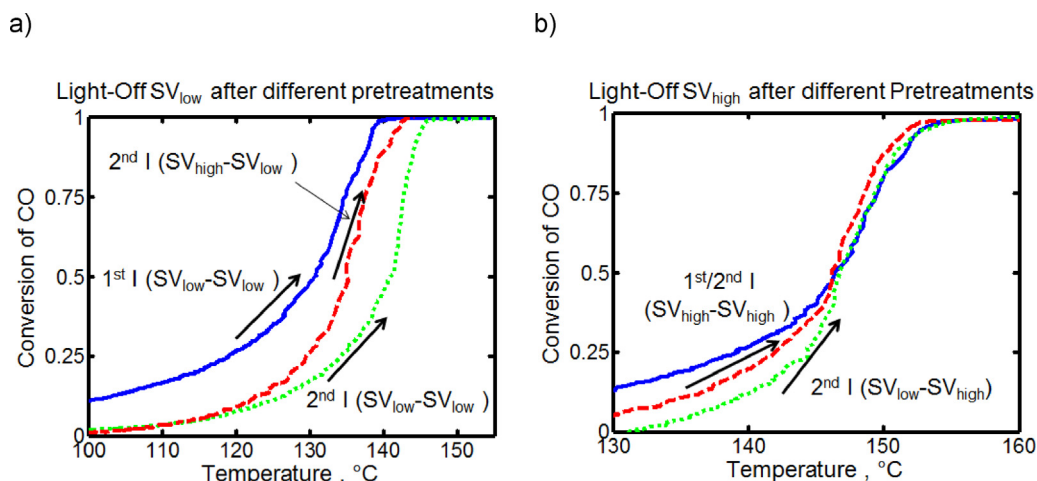 a)
b)
Light-Off SVlow after different pretreatments
1
0.75
0.5
0.25
0
Conversion of CO
2nd I (SVhigh-SVlow )
1st I (SVlow-SVlow )
2nd I (SVlow-SVlow )
100 110 120 130 140 150
Temperature , °C
Light-Off SVhigh after different Pretreatments
1
0.75
0.5
0.25
0
Conversion of CO
1st/2nd I
(SVhigh-SVhigh)
2nd I (SVlow-SVhigh)
130 140 150 160
Temperature , °C